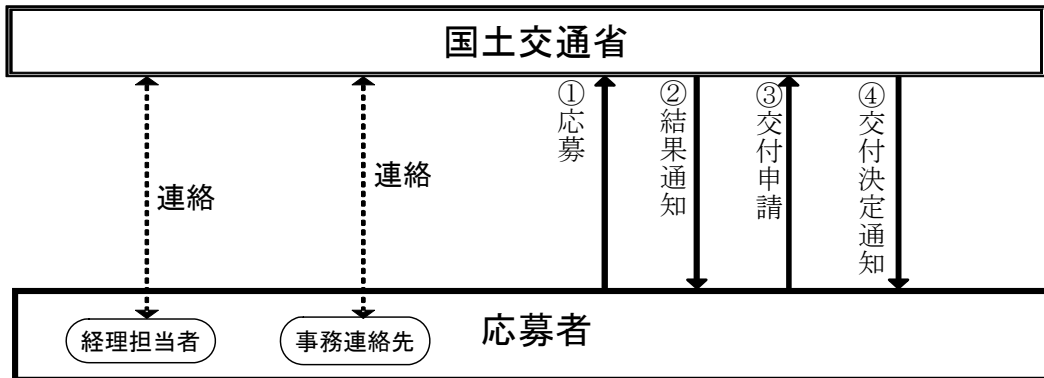 国土交通省
連絡
連絡
①応募
②結果通知
③交付申請
④交付決定通知
経理担当者
事務連絡先
応募者